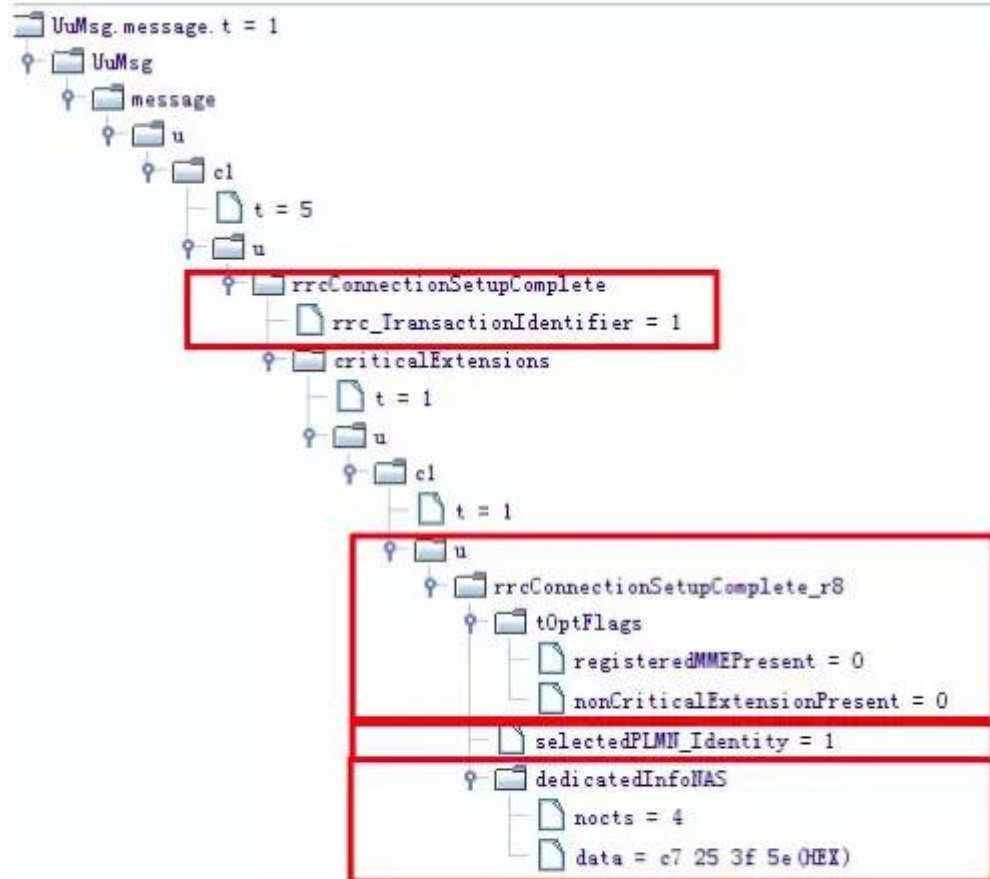 UuMsg.message.t = 1
UuMsg
message
u
c1
t = 5
u
rrcConnectionSetupComplete
rrc_TransactionIdentifier = 1
criticalExtensions
t = 1
u
c1
t = 1
u
rrcConnectionSetupComplete_r8
tOptFlags
registeredMMEPresent = 0
nonCriticalExtensionPresent = 0
selectedPLMN_Identity = 1
dedicatedInfoNAS
nocts = 4
data = c7 25 3f 5e(HEX)